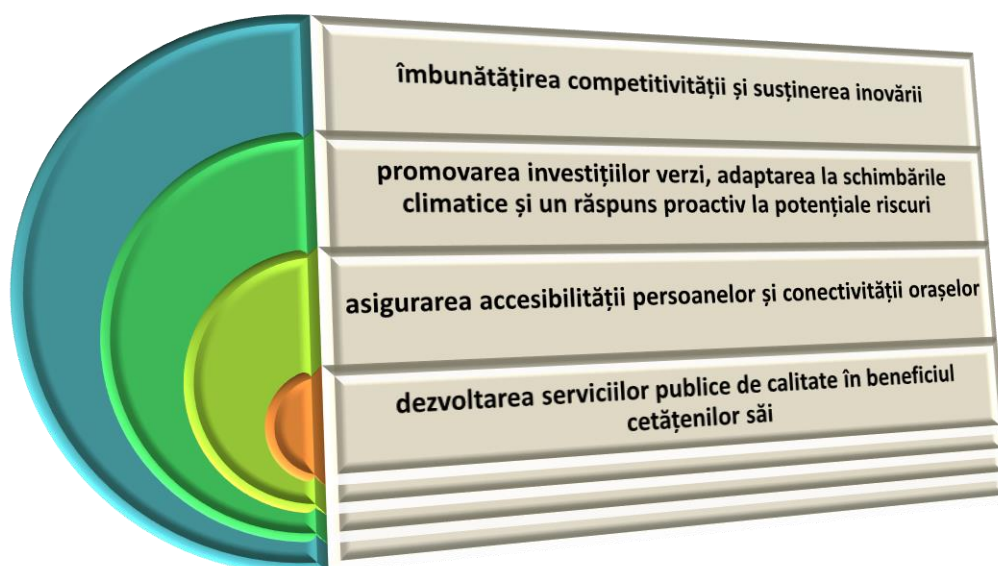 îmbunătățirea competitivității și susținerea inovării
promovarea investițiilor verzi, adaptarea la schimbările
climatice și un răspuns proactiv la potențiale riscuri
asigurarea accesibilității persoanelor și conectivității orașelor
dezvoltarea serviciilor publice de calitate în beneficiul
cetățenilor săi